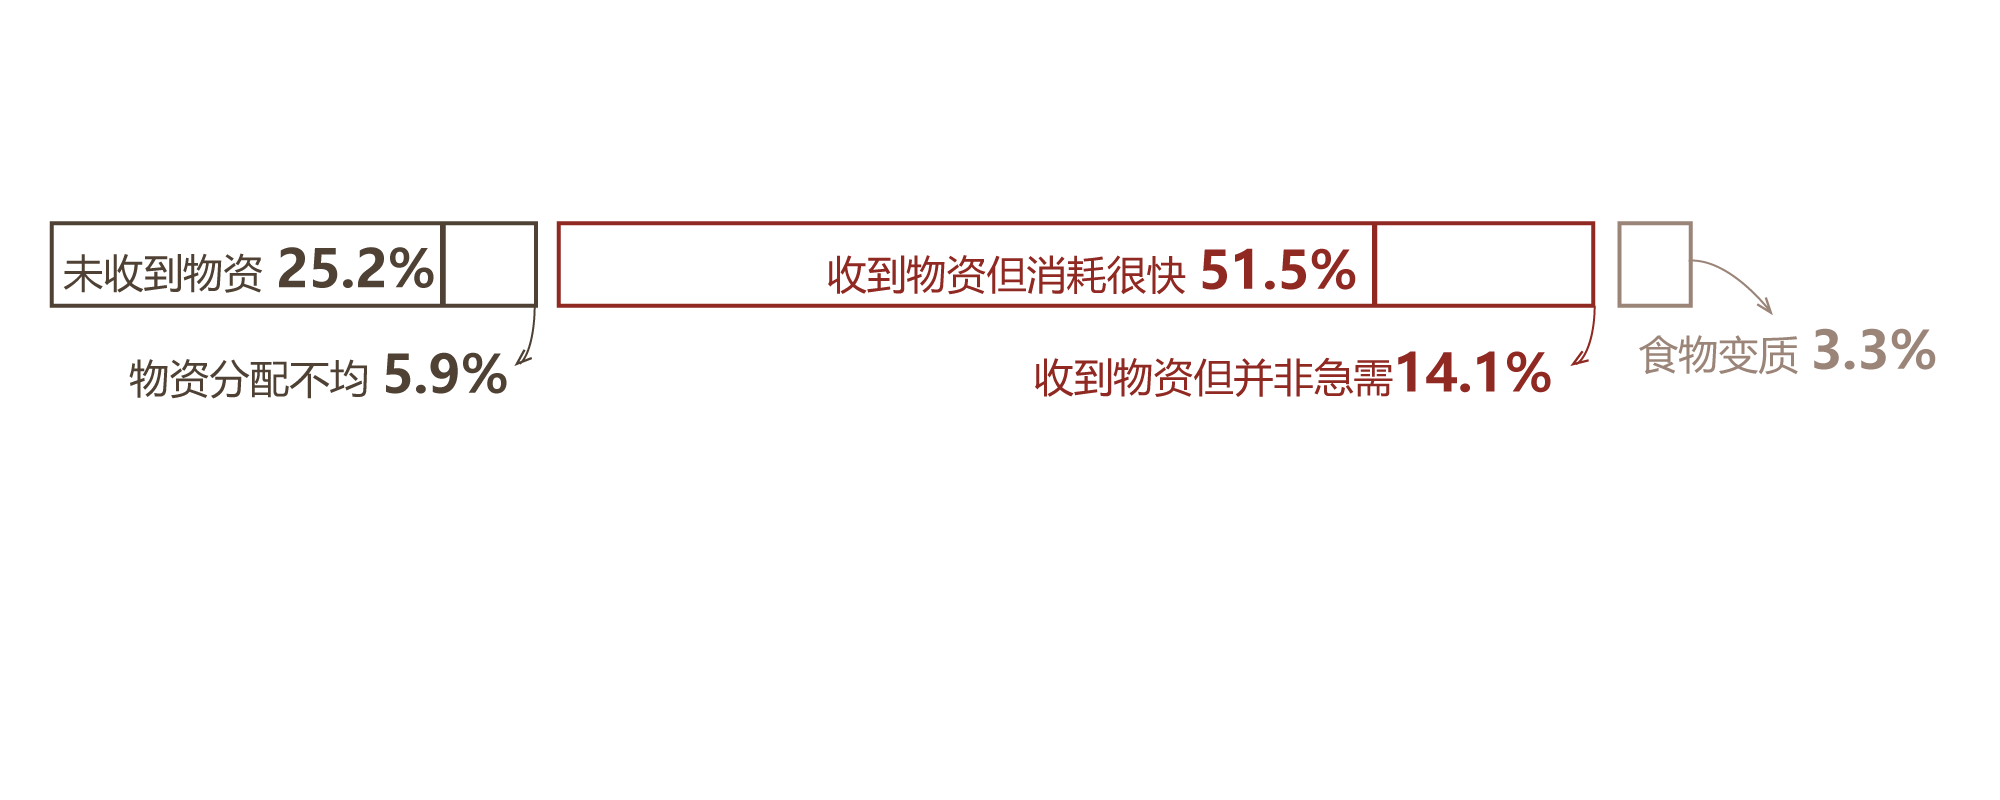 未收到物资 25.2%
收到物资但消耗很快 51.5%
物资分配不均 5.9%
收到物资但并非急需14.1%
食物变质 3.3%